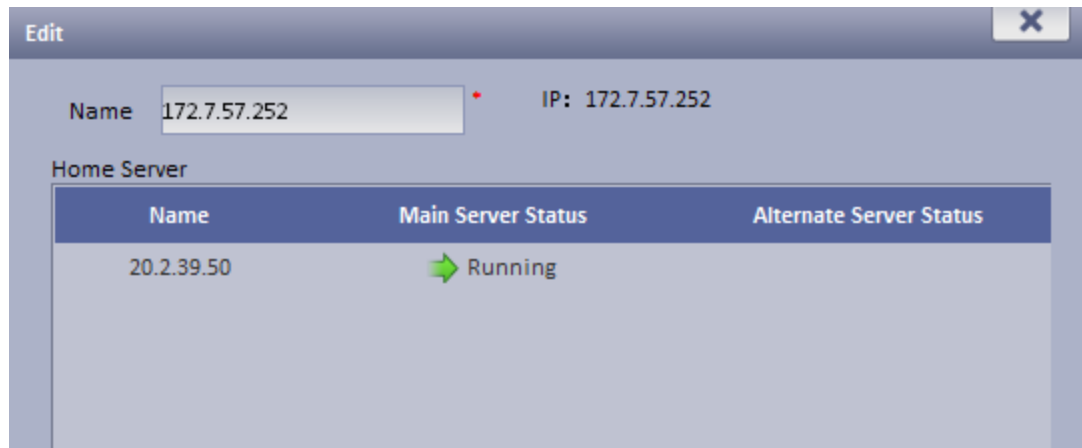 Edit
Name 172.7.57.252 * IP: 172.7.57.252
Home Server
Name Main Server Status Alternate Server Status
20.2.39.50 Running